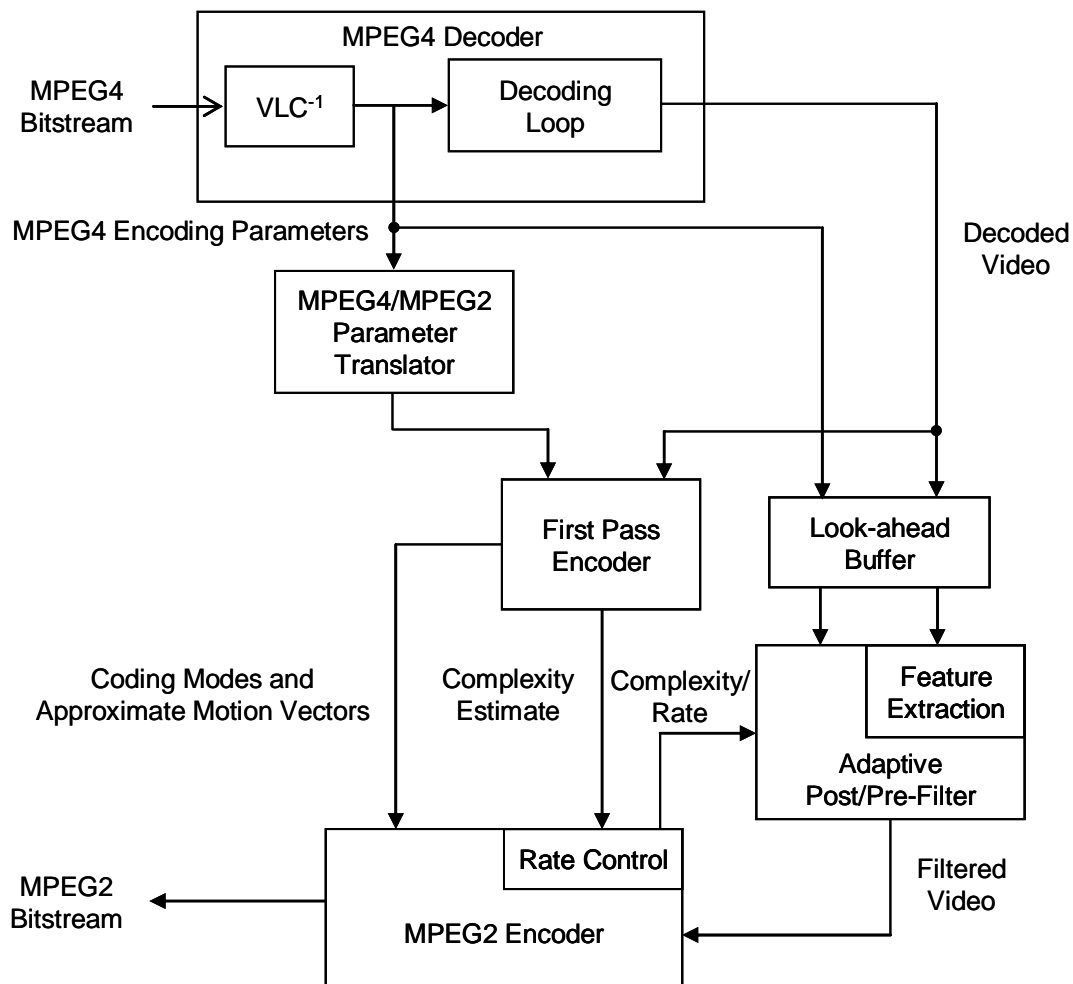 MPEG4 Decoder
MPEG4
Bitstream
VLC-1
Decoding
Loop
MPEG4 Encoding Parameters
Decoded
Video
MPEG4/MPEG2
Parameter
Translator
First Pass
Encoder
Look-ahead
Buffer
Coding Modes and
Approximate Motion Vectors
Complexity
Estimate
Complexity/
Rate
Feature
Extraction
Adaptive
Post/Pre-Filter
Rate Control
MPEG2 Encoder
Filtered
Video
MPEG2
Bitstream